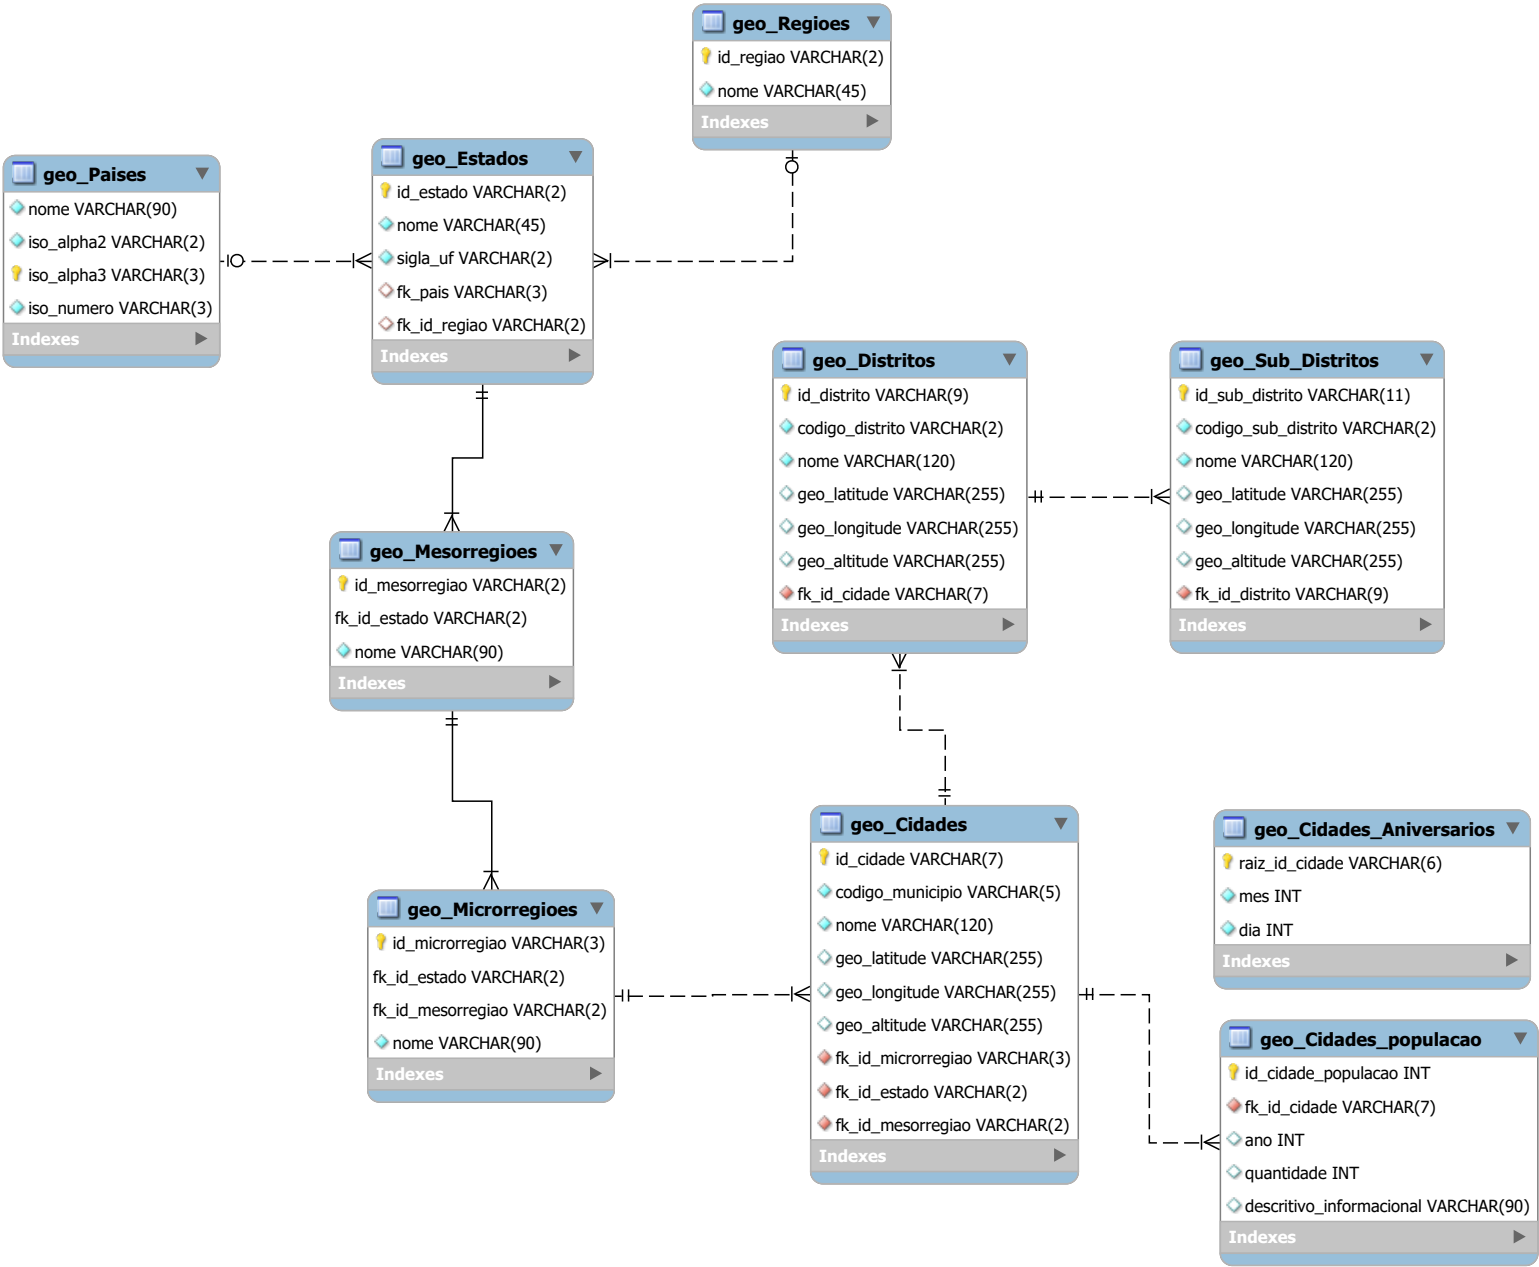 geo_Regioes
id_regiao VARCHAR(2)
nome VARCHAR(45)
Indexes
geo_Paises
nome VARCHAR(90)
iso_alpha2 VARCHAR(2)
iso_alpha3 VARCHAR(3)
iso_numero VARCHAR(3)
Indexes
geo_Estados
id_estado VARCHAR(2)
nome VARCHAR(45)
sigla_uf VARCHAR(2)
fk_pais VARCHAR(3)
fk_id_regiao VARCHAR(2)
Indexes
geo_Distritos
id_distrito VARCHAR(9)
codigo_distrito VARCHAR(2)
nome VARCHAR(120)
geo_latitude VARCHAR(255)
geo_longitude VARCHAR(255)
geo_altitude VARCHAR(255)
fk_id_cidade VARCHAR(7)
Indexes
geo_Sub_Distritos
id_sub_distrito VARCHAR(11)
codigo_sub_distrito VARCHAR(2)
nome VARCHAR(120)
geo_latitude VARCHAR(255)
geo_longitude VARCHAR(255)
geo_altitude VARCHAR(255)
fk_id_distrito VARCHAR(9)
Indexes
geo_Mesorregioes
id_mesorregiao VARCHAR(2)
fk_id_estado VARCHAR(2)
nome VARCHAR(90)
Indexes
geo_Microrregioes
id_microrregiao VARCHAR(3)
fk_id_estado VARCHAR(2)
fk_id_mesorregiao VARCHAR(2)
nome VARCHAR(90)
Indexes
geo_Cidades
id_cidade VARCHAR(7)
codigo_municipio VARCHAR(5)
nome VARCHAR(120)
geo_latitude VARCHAR(255)
geo_longitude VARCHAR(255)
geo_altitude VARCHAR(255)
fk_id_microrregiao VARCHAR(3)
fk_id_estado VARCHAR(2)
fk_id_mesorregiao VARCHAR(2)
Indexes
geo_Cidades_Aniversarios
raiz_id_cidade VARCHAR(6)
mes INT
dia INT
Indexes
geo_Cidades_populacao
id_cidade_populacao INT
fk_id_cidade VARCHAR(7)
ano INT
quantidade INT
descritivo_informacional VARCHAR(90)
Indexes